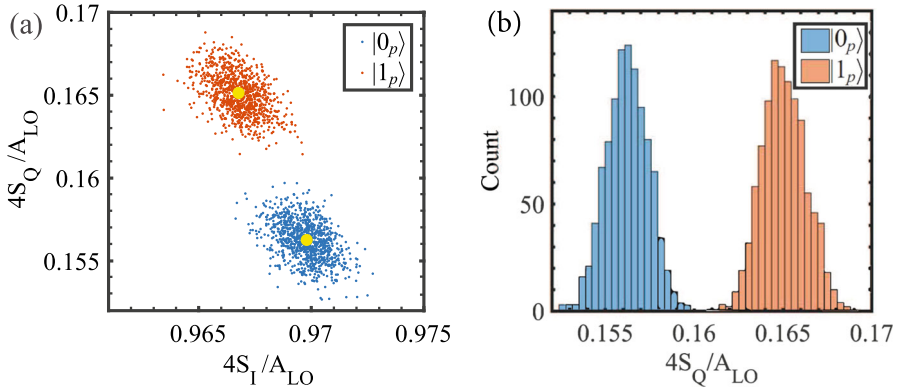 (a)
0.17
0.165
0.16
0.155
4S_Q/A_LO
|0_p⟩
|1_p⟩
0.965
0.97
0.975
4S_I/A_LO
(b)
100
50
0
Count
|0_p⟩
|1_p⟩
0.155
0.16
0.165
0.17
4S_Q/A_LO